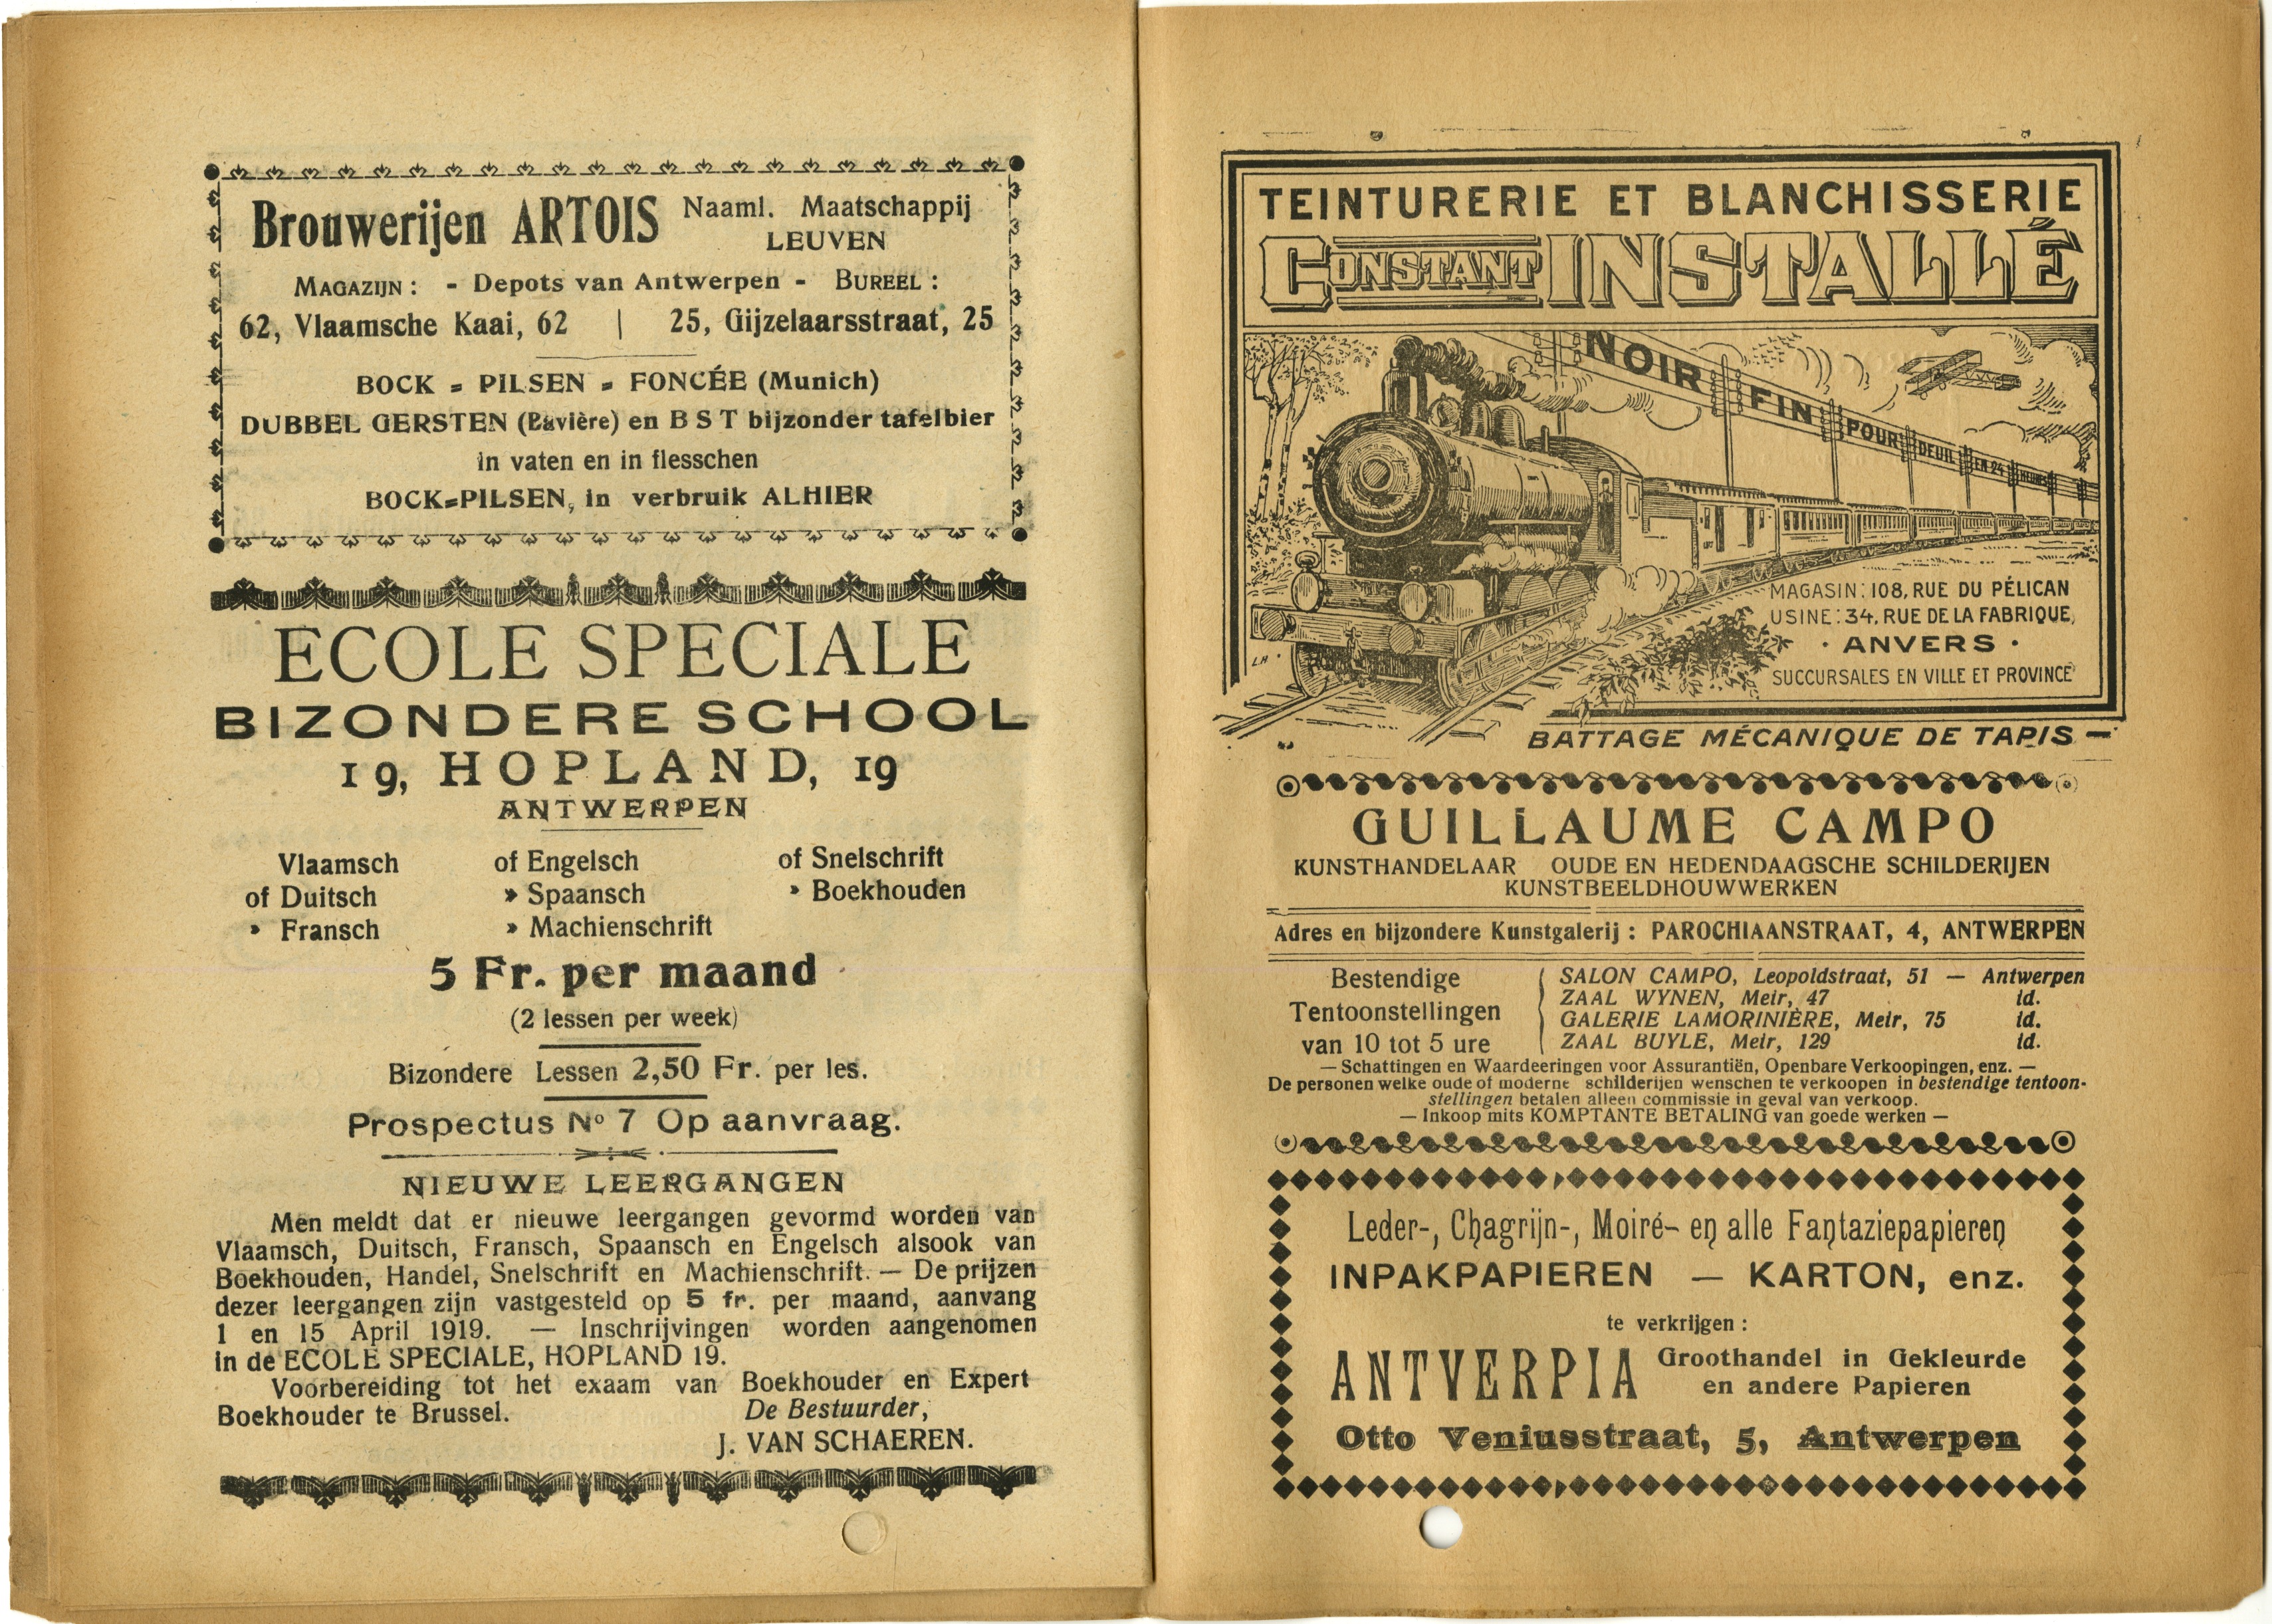 Brouwerijen ARTOIS Naaml. Maatschappij
LEUVEN
MAGAZIJN : - Depots van Antwerpen - BUREEL :
62, Vlaamsche Kaai, 62 | 25, Gijzelaarsstraat, 25
BOCK = PILSEN = FONCÉE (Munich)
DUBBEL GERSTEN (Bavière) en B S T bijzonder tafelbier
in vaten en in flesschen
BOCK=PILSEN, in verbruik ALHIER
ECOLE SPECIALE
BIZONDERE SCHOOL
19, HOPLAND, 19
ANTWERPEN
Vlaamsch of Engelsch of Snelschrift
of Duitsch » Spaansch » Boekhouden
» Fransch » Machienschrift
5 Fr. per maand
(2 lessen per week)
Bizondere Lessen 2,50 Fr. per les.
Prospectus No 7 Op aanvraag.
NIEUWE LEERGANGEN
Men meldt dat er nieuwe leergangen gevormd worden van
Vlaamsch, Duitsch, Fransch, Spaansch en Engelsch alsook van
Boekhouden, Handel, Snelschrift en Machienschrift. — De prijzen
dezer leergangen zijn vastgesteld op 5 fr. per maand, aanvang
1 en 15 April 1919. — Inschrijvingen worden aangenomen
in de ECOLE SPECIALE, HOPLAND 19.
Voorbereiding tot het exaam van Boekhouder en Expert
Boekhouder te Brussel. De Bestuurder,
J. VAN SCHAEREN.
TEINTURERIE ET BLANCHISSERIE
CONSTANT INSTALLÉ
NOIR FIN POUR DEUIL EN 24 HEURES
MAGASIN: 108, RUE DU PÉLICAN
USINE: 34, RUE DE LA FABRIQUE,
· ANVERS ·
SUCCURSALES EN VILLE ET PROVINCE
LH
BATTAGE MÉCANIQUE DE TAPIS —
GUILLAUME CAMPO
KUNSTHANDELAAR OUDE EN HEDENDAAGSCHE SCHILDERIJEN
KUNSTBEELDHOUWWERKEN
Adres en bijzondere Kunstgalerij : PAROCHIAANSTRAAT, 4, ANTWERPEN
Bestendige SALON CAMPO, Leopoldstraat, 51 — Antwerpen
ZAAL WYNEN, Meir, 47 id.
Tentoonstellingen GALERIE LAMORINIÈRE, Meir, 75 id.
van 10 tot 5 ure ZAAL BUYLE, Meir, 129 id.
— Schattingen en Waardeeringen voor Assurantiën, Openbare Verkoopingen, enz. —
De personen welke oude of moderne schilderijen wenschen te verkoopen in bestendige tentoon-
stellingen betalen alleen commissie in geval van verkoop.
— Inkoop mits KOMPTANTE BETALING van goede werken —
Leder-, Chagrijn-, Moiré- en alle Fantaziepapieren
INPAKPAPIEREN — KARTON, enz.
te verkrijgen :
ANTVERPIA Groothandel in Gekleurde
en andere Papieren
Otto Veniusstraat, 5, Antwerpen